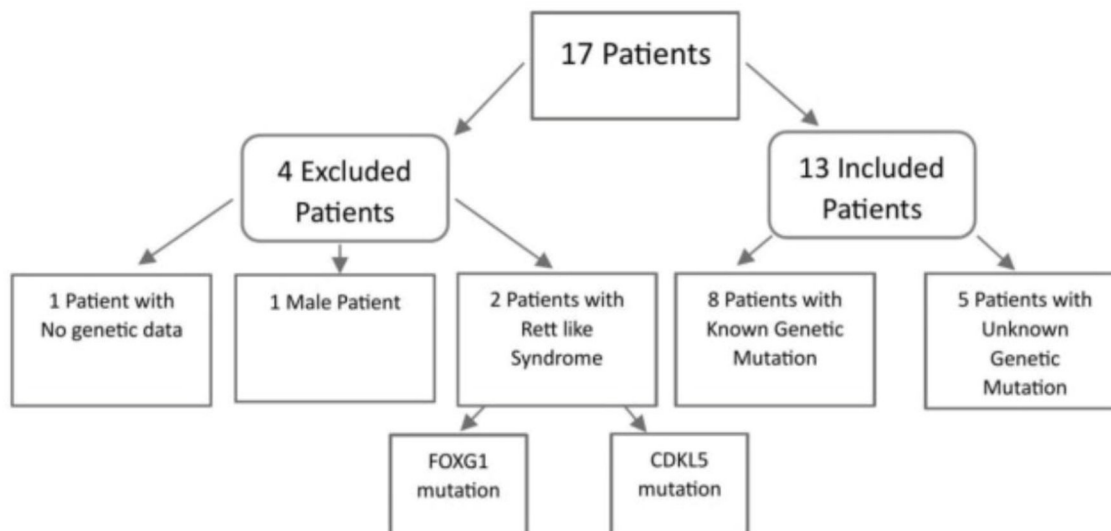 17 Patients
4 Excluded
Patients
13 Included
Patients
1 Patient with
No genetic data
1 Male Patient
2 Patients with
Rett like
Syndrome
8 Patients with
Known Genetic
Mutation
5 Patients with
Unknown
Genetic
Mutation
FOXG1
mutation
CDKL5
mutation